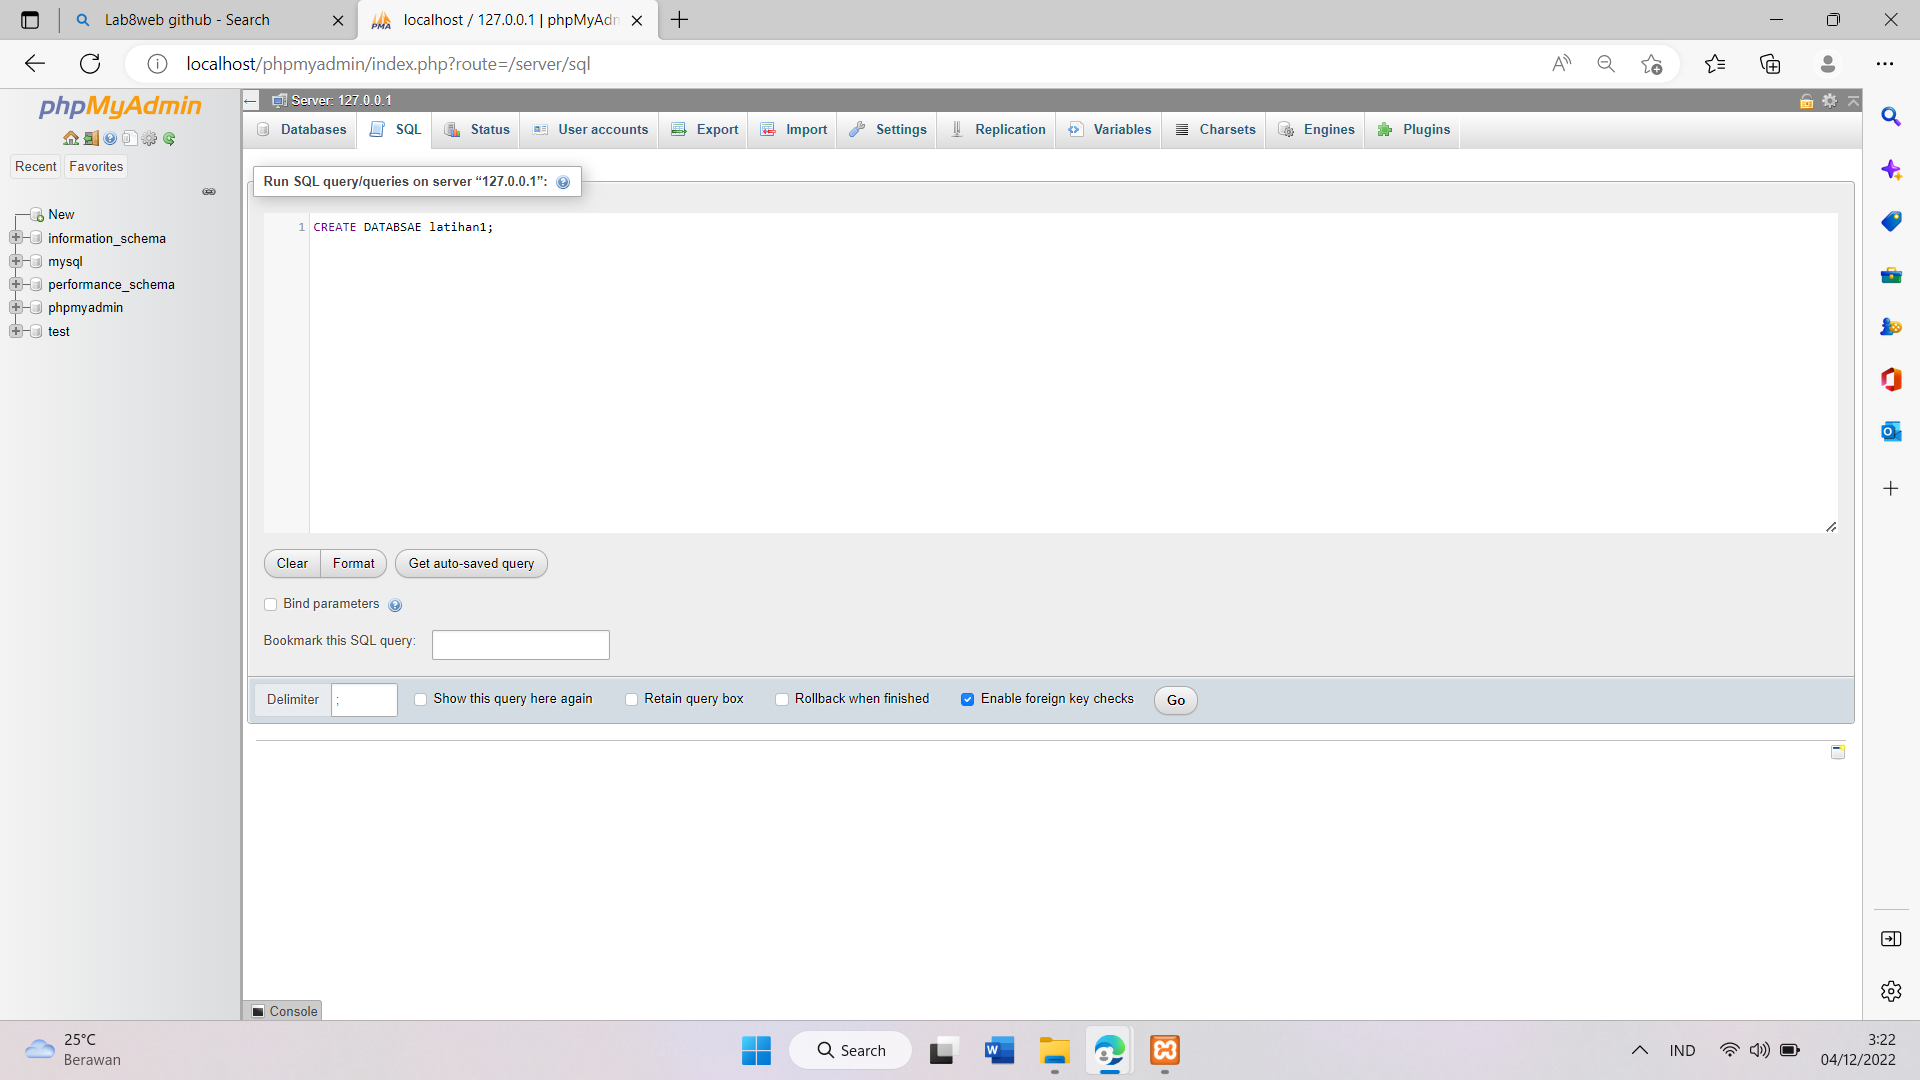 Lab8web github - Search
localhost / 127.0.0.1 | phpMyAdn
localhost/phpmyadmin/index.php?route=/server/sql
phpMyAdmin
Recent Favorites
New
information_schema
mysql
performance_schema
phpmyadmin
test
Server: 127.0.0.1
Databases SQL Status User accounts Export Import Settings Replication Variables Charsets Engines Plugins
Run SQL query/queries on server “127.0.0.1”:
1 CREATE DATABSAE latihan1;
Clear Format Get auto-saved query
Bind parameters
Bookmark this SQL query:
Delimiter ; Show this query here again Retain query box Rollback when finished Enable foreign key checks Go
Console
25°C
Berawan
Search
IND
3:22
04/12/2022